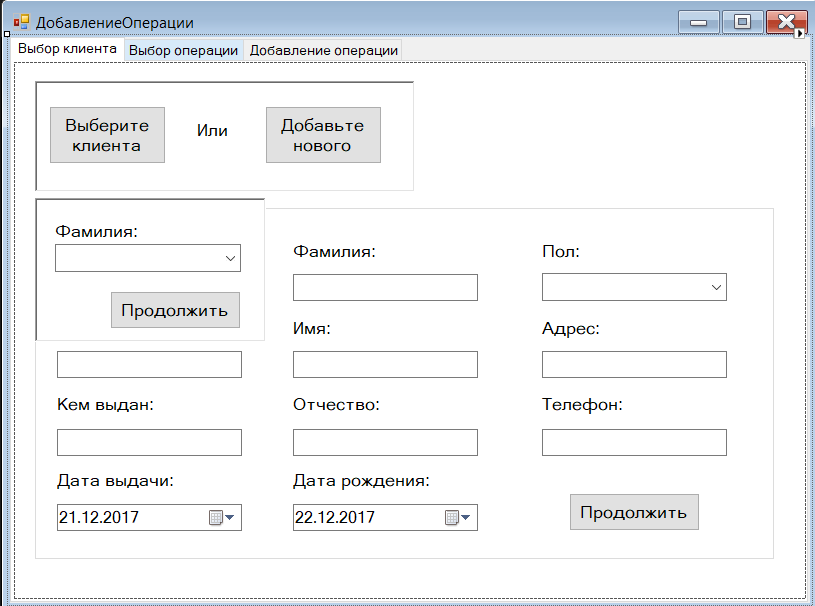 ДобавлениеОперации
Выбор клиента Выбор операции Добавление операции
Выберите
клиента
Или
Добавьте
нового
Фамилия:
Продолжить
Фамилия:
Пол:
Имя:
Адрес:
Кем выдан:
Отчество:
Телефон:
Дата выдачи:
Дата рождения:
21.12.2017
22.12.2017
Продолжить